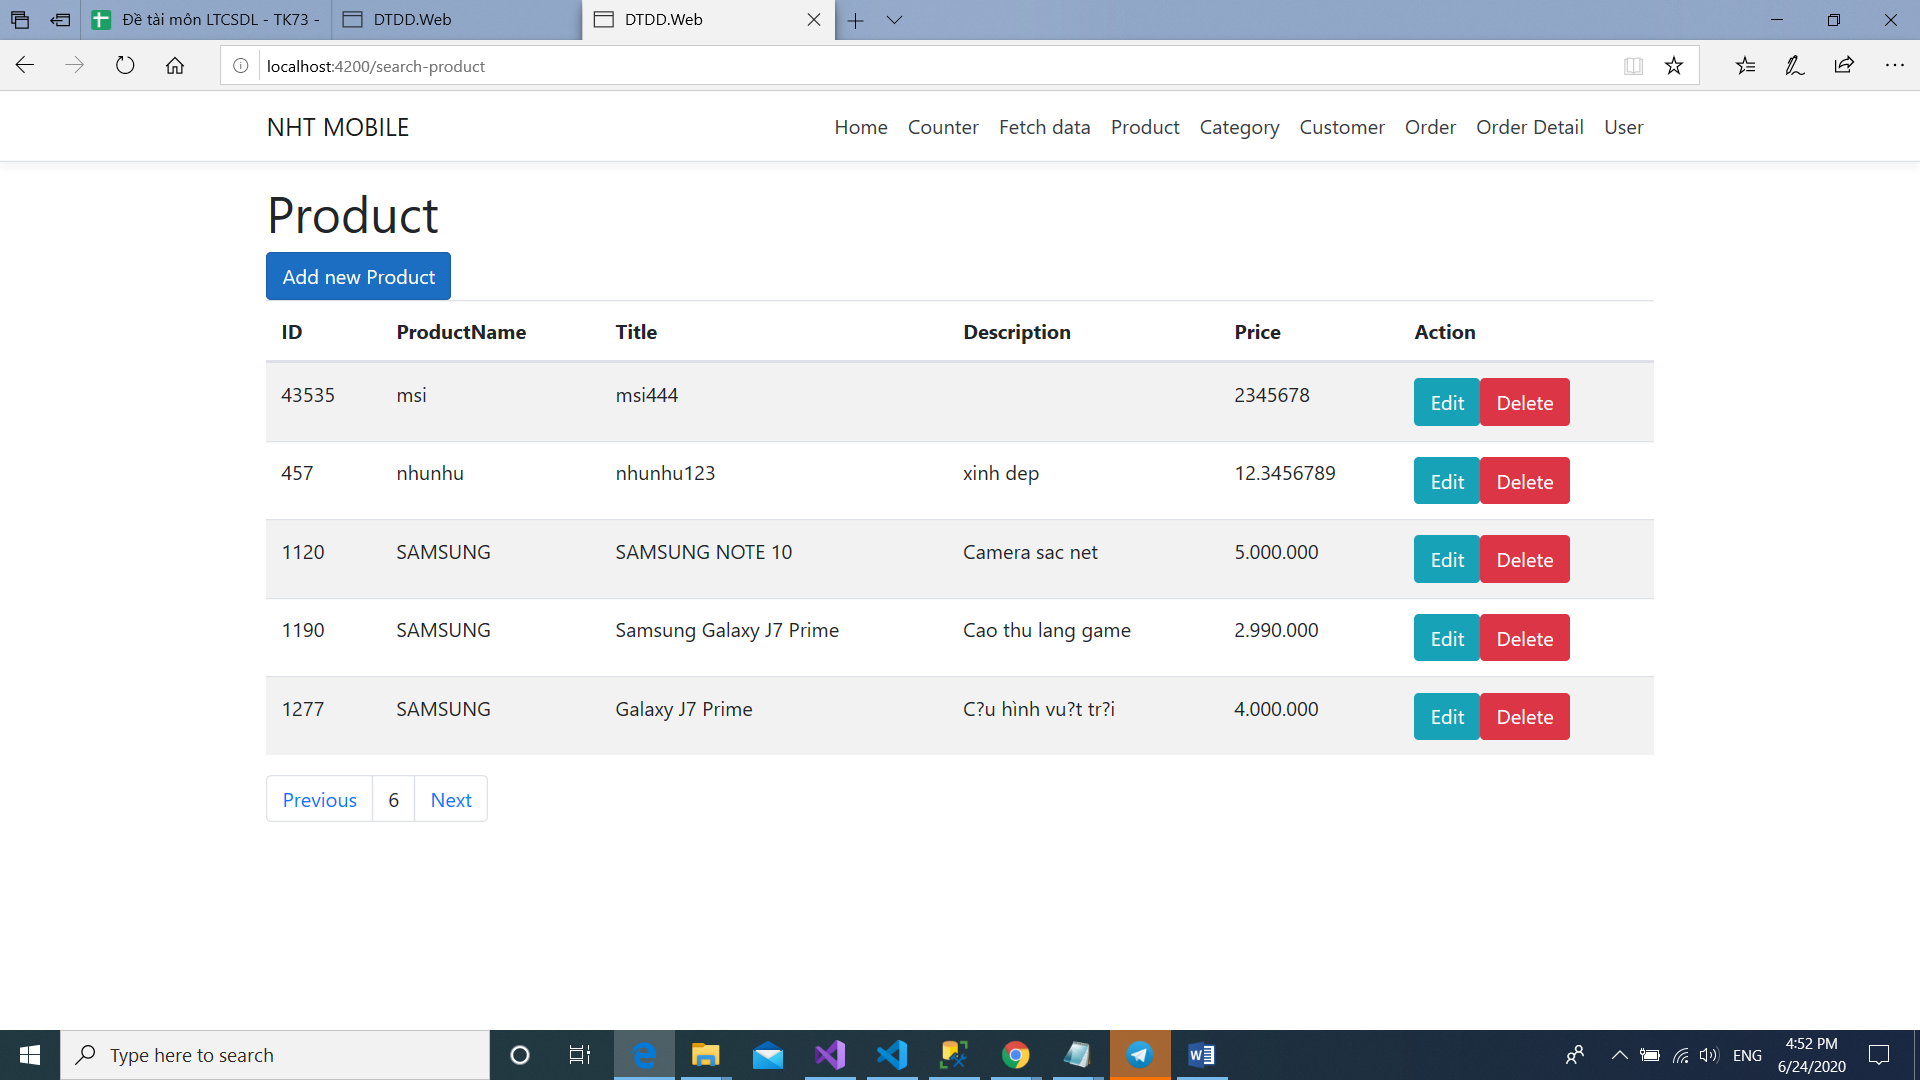 Đề tài môn LTCSDL - TK73 -
DTDD.Web
DTDD.Web
localhost:4200/search-product
NHT MOBILE
Home Counter Fetch data Product Category Customer Order Order Detail User
Product
Add new Product
ID ProductName Title Description Price Action
43535 msi msi444 2345678 Edit Delete
457 nhunhu nhunhu123 xinh dep 12.3456789 Edit Delete
1120 SAMSUNG SAMSUNG NOTE 10 Camera sac net 5.000.000 Edit Delete
1190 SAMSUNG Samsung Galaxy J7 Prime Cao thu lang game 2.990.000 Edit Delete
1277 SAMSUNG Galaxy J7 Prime C?u hình vu?t tr?i 4.000.000 Edit Delete
Previous 6 Next
Type here to search
ENG
4:52 PM
6/24/2020